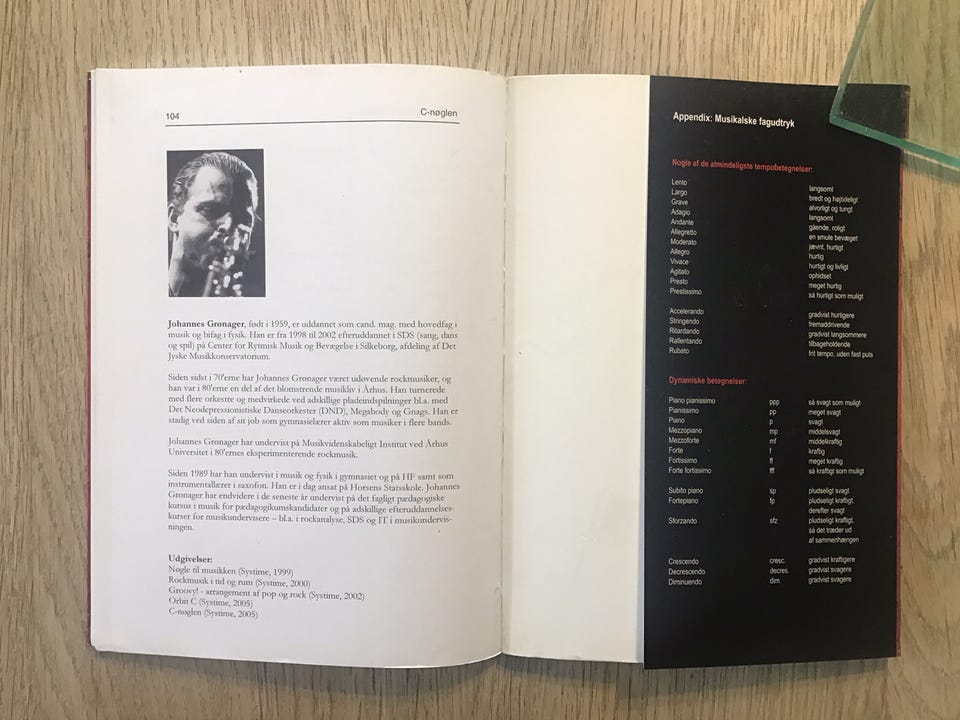 104
C-nøglen
Johannes Grønager, født i 1959, er uddannet som cand. mag. med hovedfag i
musik og bifag i fysik. Han er fra 1998 til 2002 efteruddannet i SDS (sang, dans
og spil) på Center for Rytmisk Musik og Bevægelse i Silkeborg, afdeling af Det
Jyske Musikkonservatorium.
Siden sidst i 70'erne har Johannes Grønager været udøvende rockmusiker, og
han var i 80'erne en del af det blomstrende musikliv i Århus. Han turnerede
med flere orkestre og medvirkede ved adskillige pladeindspilninger bl.a. med
Det Neodepressionistiske Danseorkester (DND), Megabody og Gnags. Han er
stadig ved siden af sit job som gymnasielærer aktiv som musiker i flere bands.
Johannes Grønager har undervist på Musikvidenskabeligt Institut ved Århus
Universitet i 80'ernes eksperimenterende rockmusik.
Siden 1989 har han undervist i musik og fysik i gymnasiet og på HF samt som
instrumentallærer i saxofon. Han er i dag ansat på Horsens Statsskole. Johannes
Grønager har endvidere i de seneste år undervist på det fagligt pædagogiske
kursus i musik for pædagogikumskandidater og på adskillige efteruddannelses-
kurser for musikundervisere – bl.a. i rockanalyse, SDS og IT i musikundervis-
ningen.
Udgivelser:
Nøgle til musikken (Systime, 1999)
Rockmusik i tid og rum (Systime, 2000)
Groovy! - arrangement af pop og rock (Systime, 2002)
Orbit C (Systime, 2005)
C-nøglen (Systime, 2005)
Appendix: Musikalske fagudtryk
Nogle af de almindeligste tempobetegnelser:
Lento langsomt
Largo bredt og højtideligt
Grave alvorligt og tungt
Adagio langsomt
Andante gående, roligt
Allegretto en smule bevæget
Moderato jævnt, hurtigt
Allegro hurtig
Vivace hurtigt og livligt
Agitato ophidset
Presto meget hurtig
Prestissimo så hurtigt som muligt
Accelerando gradvist hurtigere
Stringendo fremaddrivende
Ritardando gradvist langsommere
Rallentando tilbageholdende
Rubato frit tempo, uden fast puls
Dynamiske betegnelser:
Piano pianissimo ppp så svagt som muligt
Pianissimo pp meget svagt
Piano p svagt
Mezzopiano mp middelsvagt
Mezzoforte mf middelkraftig
Forte f kraftig
Fortissimo ff meget kraftig
Forte fortissimo fff så kraftigt som muligt
Subito piano sp pludseligt svagt
Fortepiano fp pludseligt kraftigt,
derefter svagt
Sforzando sfz pludseligt kraftigt,
så det træder ud
af sammenhængen
Crescendo cresc. gradvist kraftigere
Decrescendo decres. gradvist svagere
Diminuendo dim. gradvist svagere